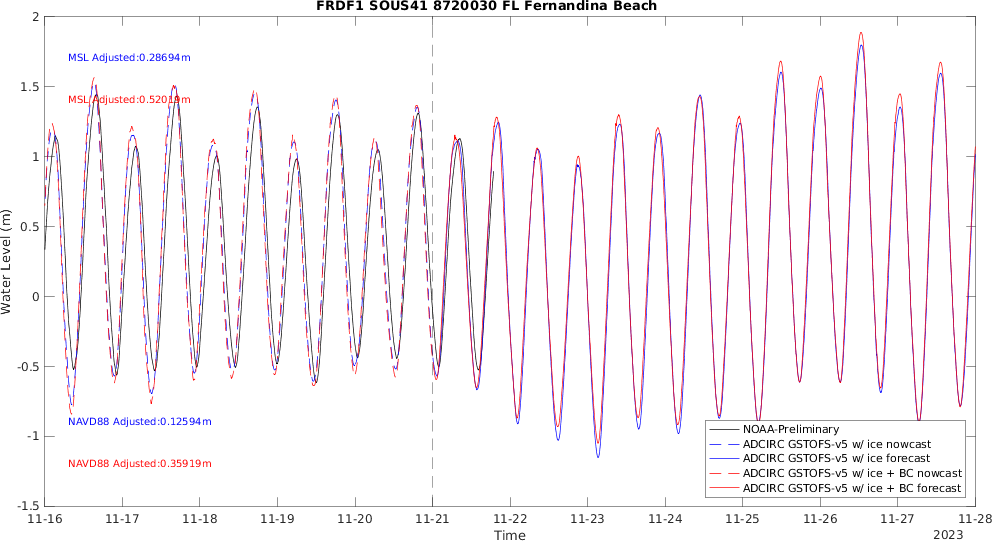 FRDF1 SOUS41 8720030 FL Fernandina Beach
2
1.5
1
0.5
0
-0.5
-1
-1.5
Water Level (m)
MSL Adjusted:0.28694m
MSL Adjusted:0.52019m
NAVD88 Adjusted:0.12594m
NAVD88 Adjusted:0.35919m
NOAA-Preliminary
ADCIRC GSTOFS-v5 w/ ice nowcast
ADCIRC GSTOFS-v5 w/ ice forecast
ADCIRC GSTOFS-v5 w/ ice + BC nowcast
ADCIRC GSTOFS-v5 w/ ice + BC forecast
11-16 11-17 11-18 11-19 11-20 11-21 11-22 11-23 11-24 11-25 11-26 11-27 11-28
Time
2023